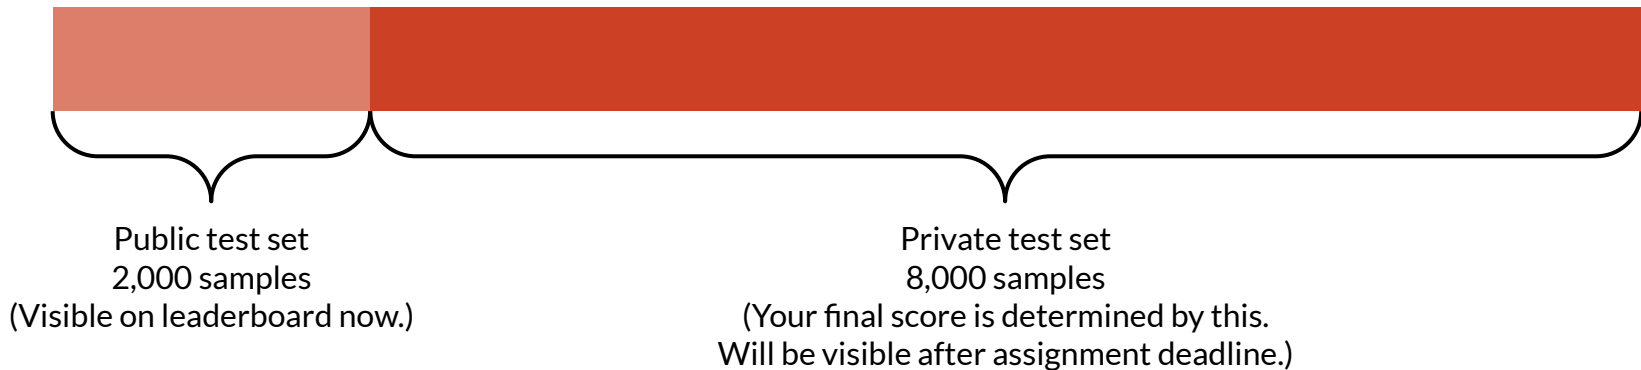 Public test set
2,000 samples
(Visible on leaderboard now.)
Private test set
8,000 samples
(Your final score is determined by this.
Will be visible after assignment deadline.)